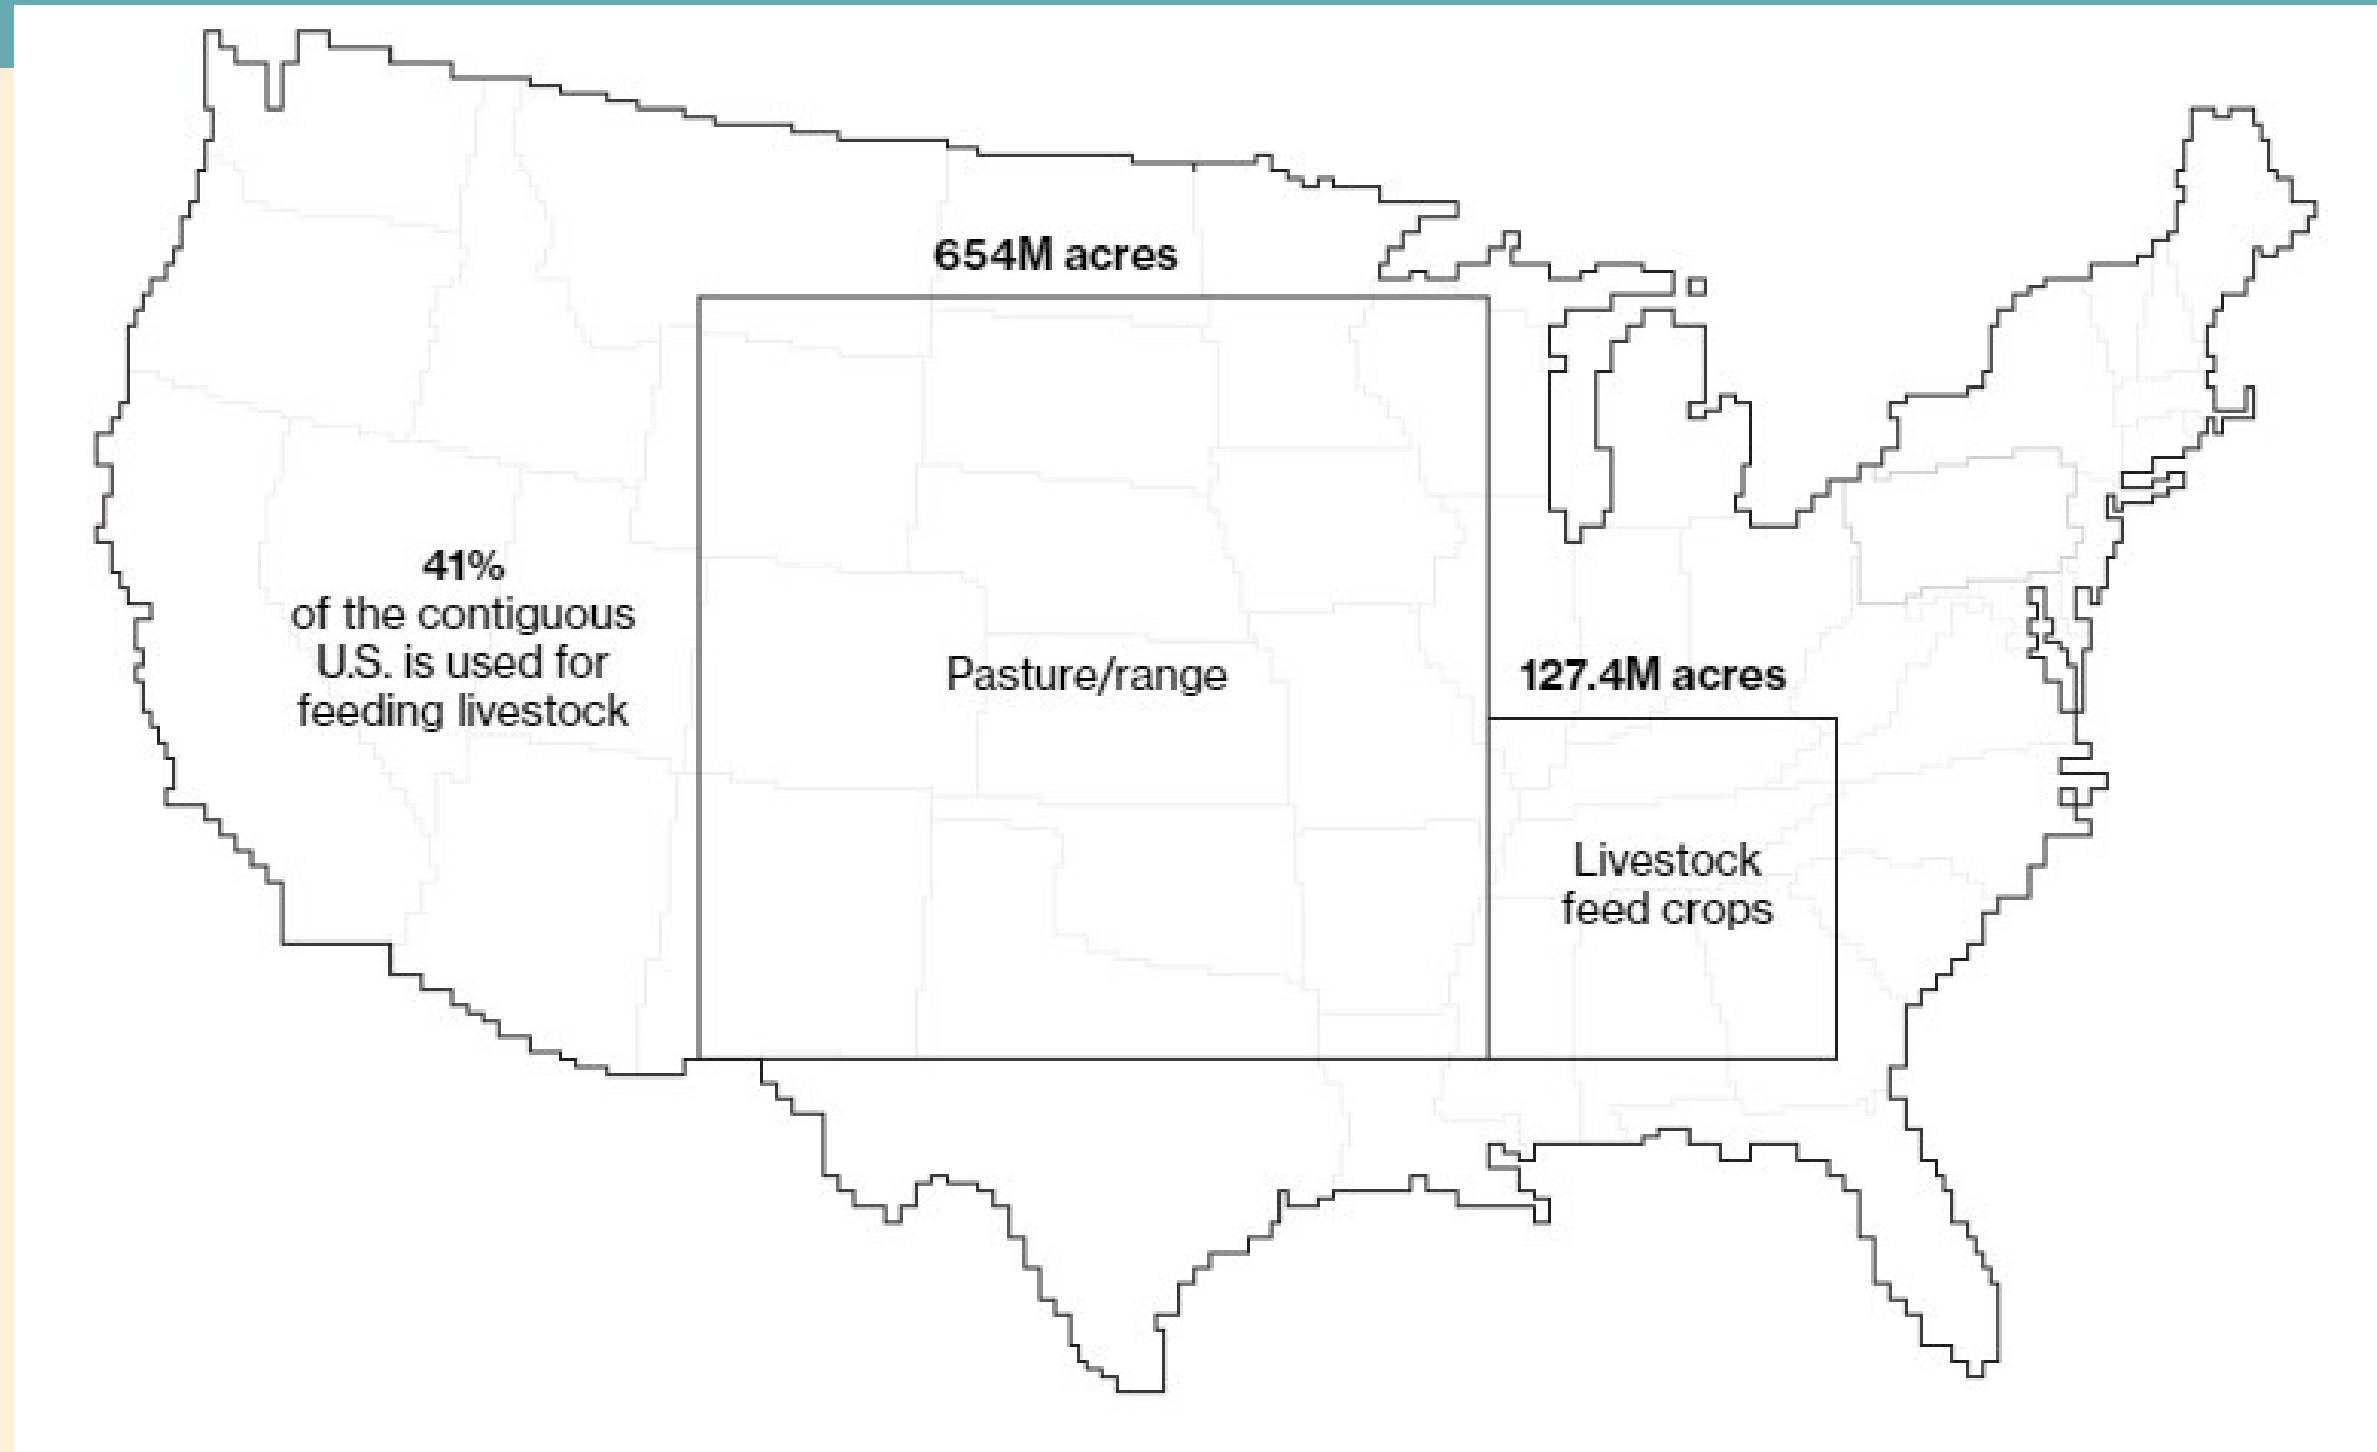 654M acres
41%
of the contiguous
U.S. is used for
feeding livestock
Pasture/range
127.4M acres
Livestock
feed crops